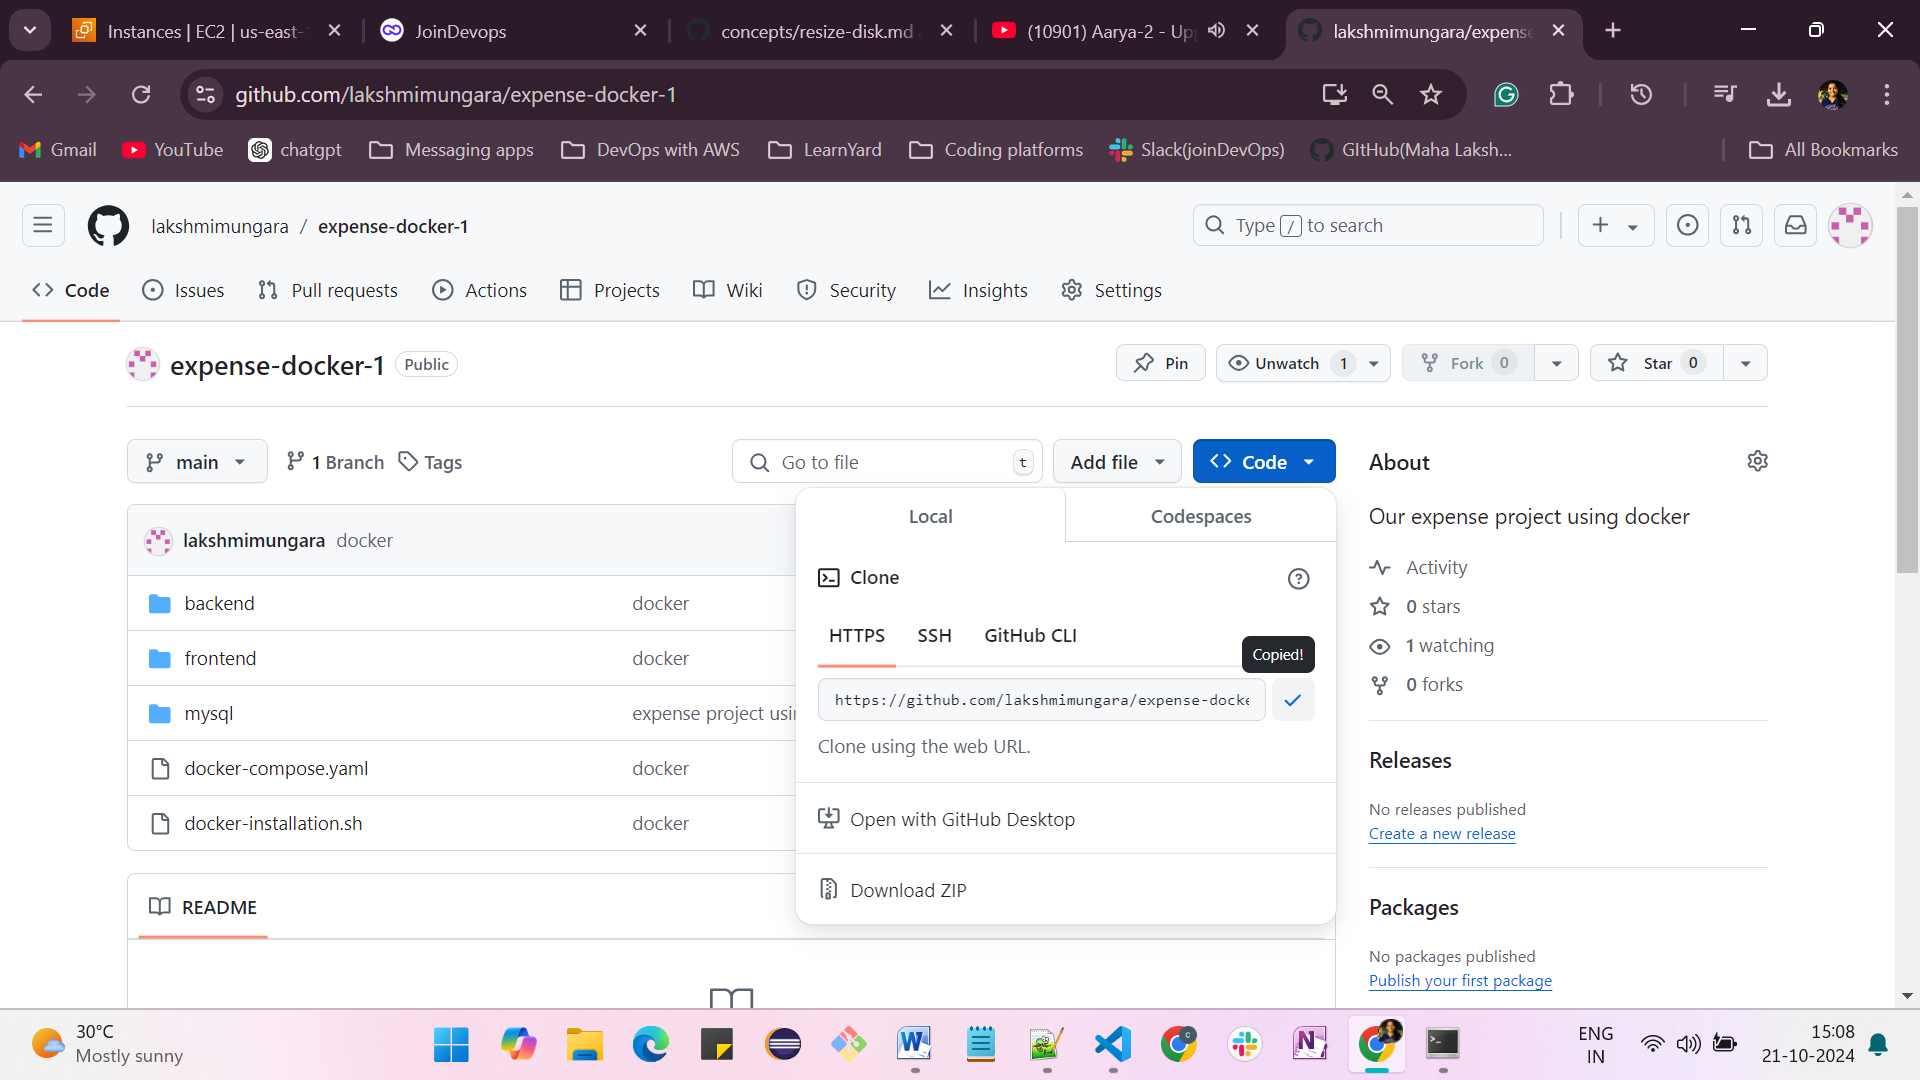 Instances | EC2 | us-east-
JoinDevops
concepts/resize-disk.md
(10901) Aarya-2 - Up
lakshmimungara/expense
github.com/lakshmimungara/expense-docker-1
Gmail
YouTube
chatgpt
Messaging apps
DevOps with AWS
LearnYard
Coding platforms
Slack(joinDevOps)
GItHub(Maha Laksh...
All Bookmarks
lakshmimungara / expense-docker-1
Type / to search
Code
Issues
Pull requests
Actions
Projects
Wiki
Security
Insights
Settings
expense-docker-1 Public
Pin
Unwatch 1
Fork 0
Star 0
main
1 Branch
Tags
Go to file t
Add file
Code
About
Our expense project using docker
Activity
0 stars
1 watching
0 forks
Releases
No releases published
Create a new release
Packages
No packages published
Publish your first package
Local
Codespaces
Clone
HTTPS
SSH
GitHub CLI
Copied!
https://github.com/lakshmimungara/expense-docke
Clone using the web URL.
Open with GitHub Desktop
Download ZIP
lakshmimungara docker
backend docker
frontend docker
mysql expense project usi
docker-compose.yaml docker
docker-installation.sh docker
README
30°C
Mostly sunny
ENG
IN
15:08
21-10-2024